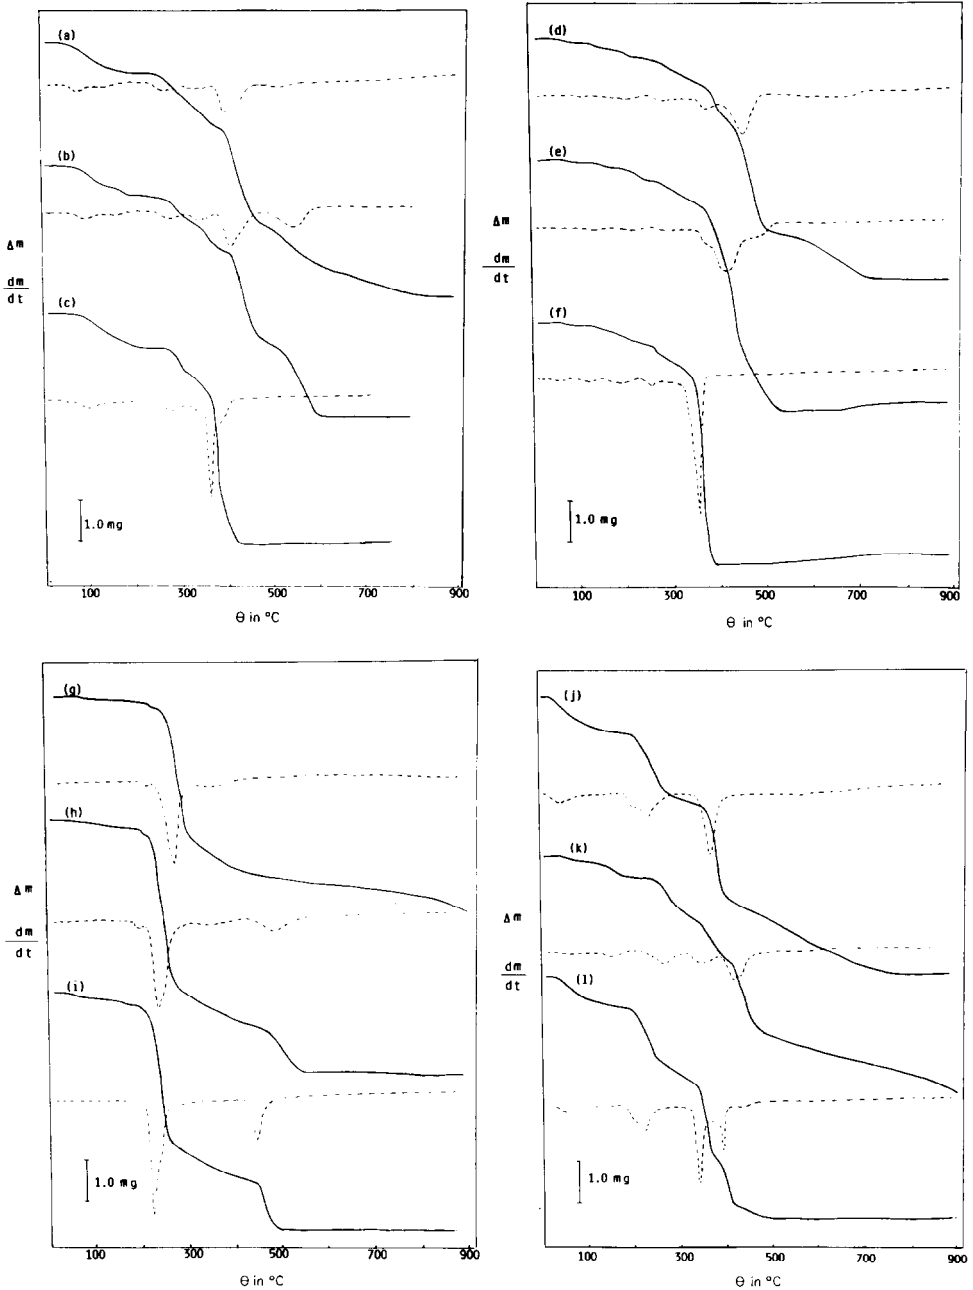 (a)
(b)
Δm
dm
dt
(c)
1.0 mg
100 300 500 700 900
θ in °C
(d)
(e)
Δm
dm
dt
(f)
1.0 mg
100 300 500 700 900
θ in °C
(g)
(h)
Δm
dm
dt
(i)
1.0 mg
100 300 500 700 900
θ in °C
(j)
(k)
Δm
dm
dt
(l)
1.0 mg
100 300 500 700 900
θ in °C